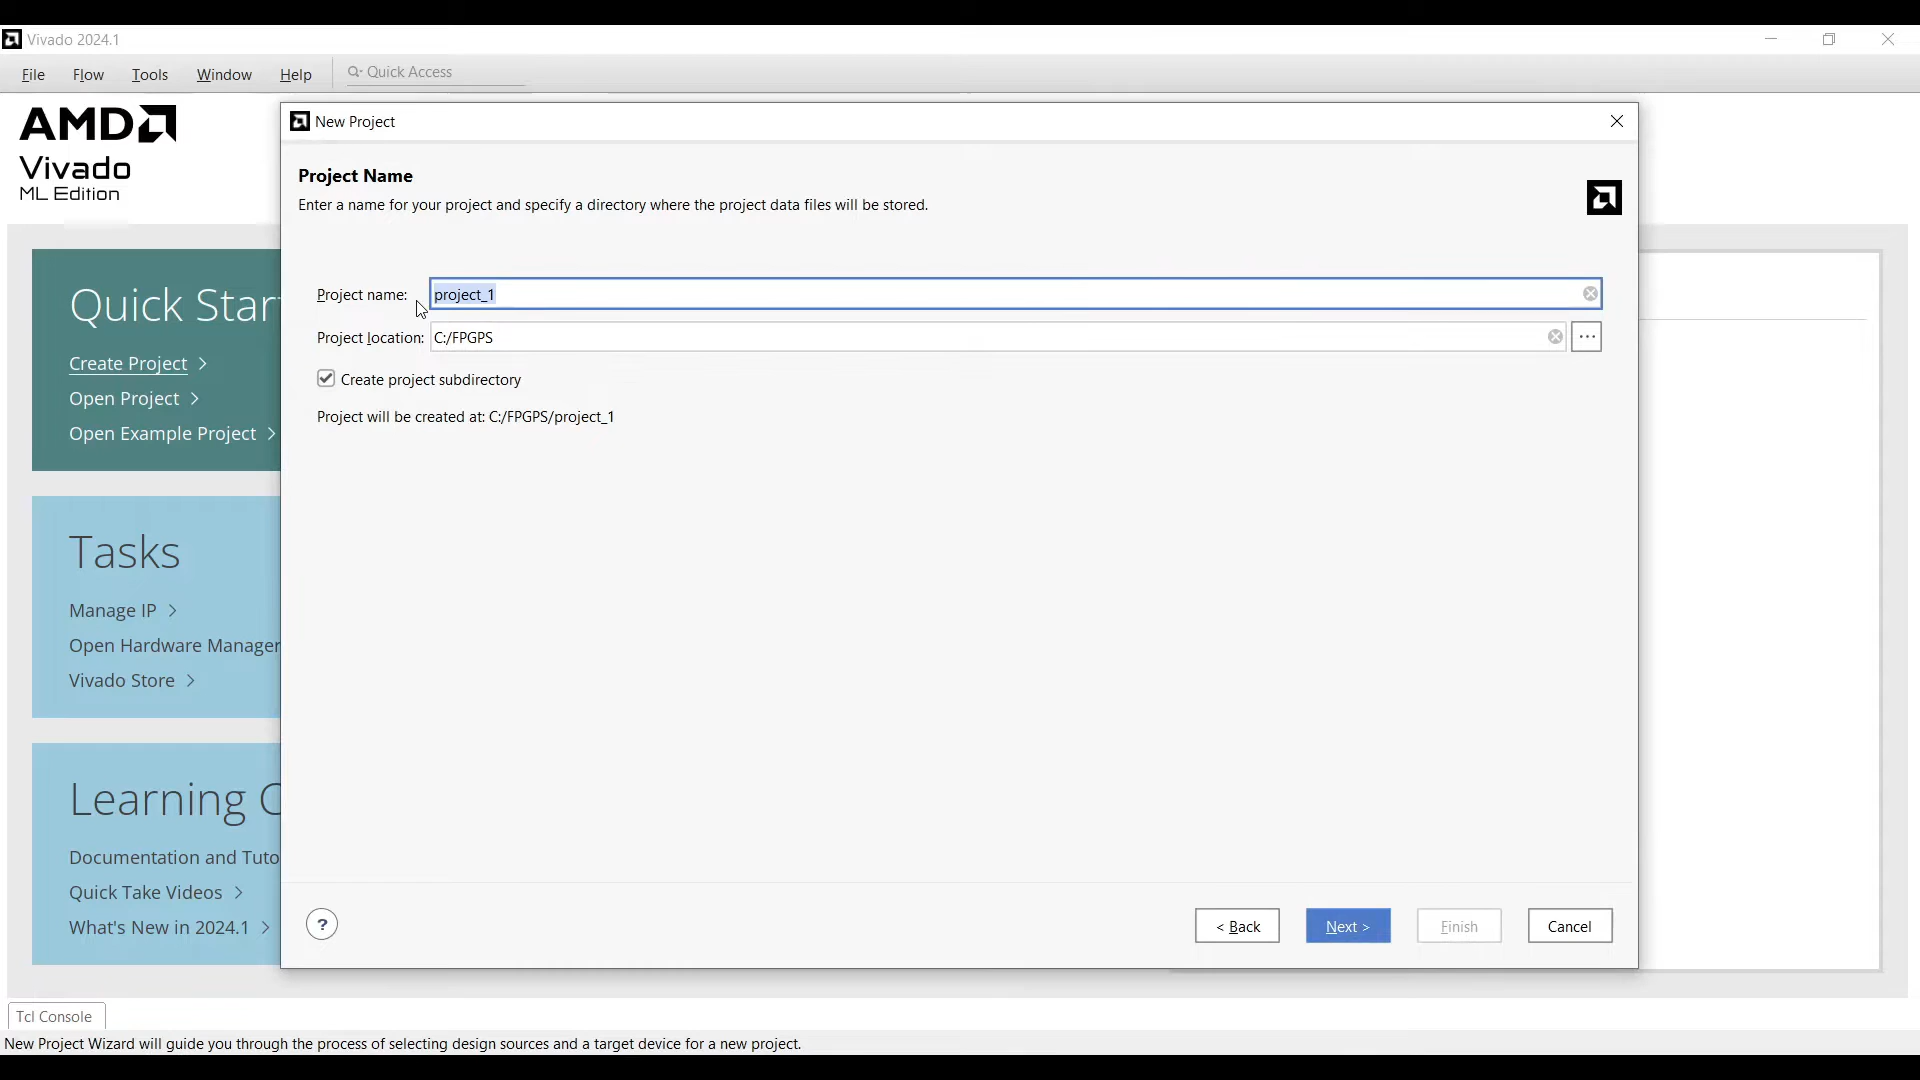 Vivado 2024.1
File Flow Tools Window Help Quick Access
AMD
Vivado
ML Edition
New Project
Project Name
Enter a name for your project and specify a directory where the project data files will be stored.
Project name: project_1
Project location: C:/FPGPS ...
Create project subdirectory
Project will be created at: C:/FPGPS/project_1
? < Back Next > Finish Cancel
Quick Star
Create Project >
Open Project >
Open Example Project >
Tasks
Manage IP >
Open Hardware Manager
Vivado Store >
Learning C
Documentation and Tuto
Quick Take Videos >
What's New in 2024.1 >
Tcl Console
New Project Wizard will guide you through the process of selecting design sources and a target device for a new project.